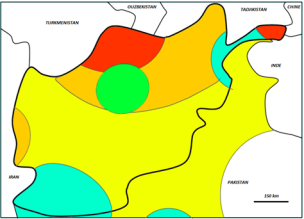 OUZBEKISTAN
TADJIKISTAN
CHINE
TURKMENISTAN
INDE
IRAN
PAKISTAN
150 km